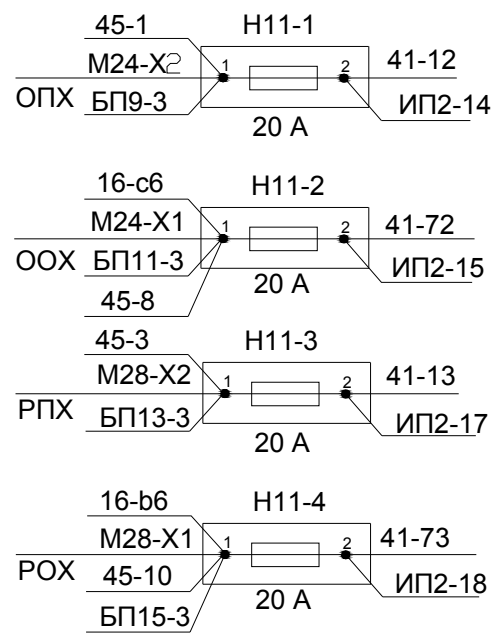 45-1 Н11-1
М24-Х2 1 2 41-12
ОПХ БП9-3 ИП2-14
20 А
16-с6 Н11-2
М24-Х1 1 2 41-72
ООХ БП11-3 ИП2-15
20 А
45-8
45-3 Н11-3
М28-Х2 1 2 41-13
РПХ БП13-3 ИП2-17
20 А
16-b6 Н11-4
М28-Х1 1 2 41-73
РОХ 45-10 ИП2-18
20 А
БП15-3